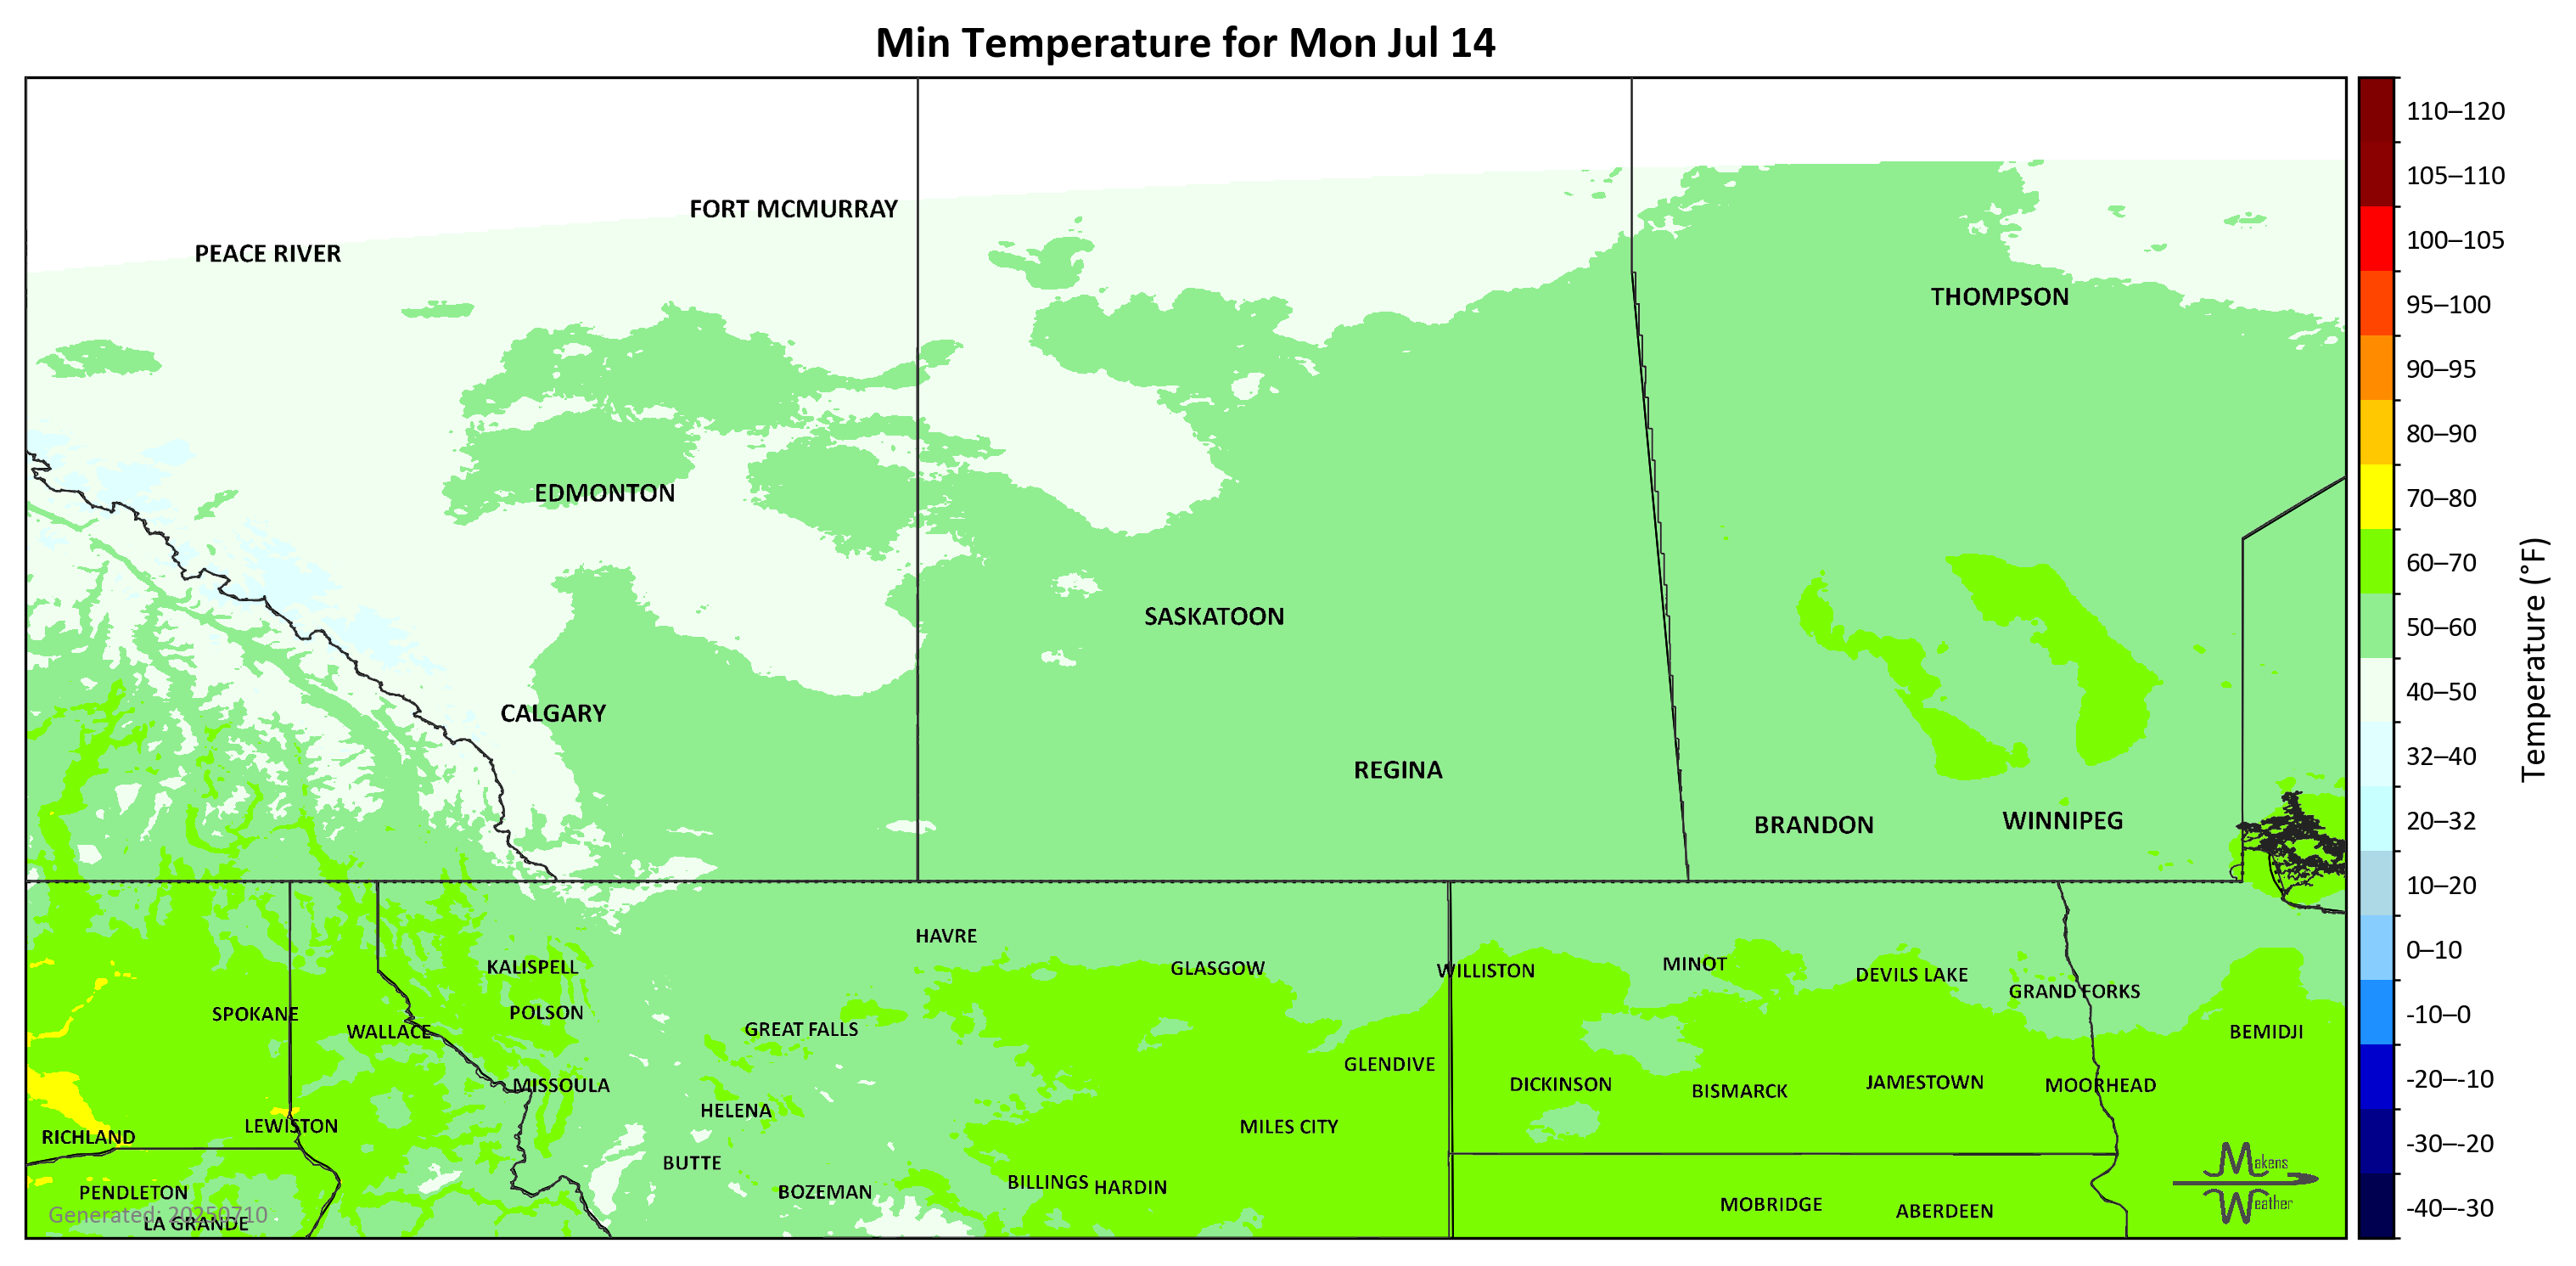 Min Temperature for Mon Jul 14
FORT MCMURRAY
PEACE RIVER
THOMPSON
EDMONTON
SASKATOON
CALGARY
REGINA
BRANDON
WINNIPEG
HAVRE
KALISPELL
GLASGOW
WILLISTON
MINOT
DEVILS LAKE
GRAND FORKS
SPOKANE
POLSON
WALLACE
GREAT FALLS
BEMIDJI
GLENDIVE
MISSOULA
DICKINSON
BISMARCK
JAMESTOWN
MOORHEAD
HELENA
LEWISTON
MILES CITY
RICHLAND
BUTTE
BILLINGS
HARDIN
PENDLETON
BOZEMAN
MOBRIDGE
ABERDEEN
Generated: 20250710
LA GRANDE
Makens
Weather
110–120
105–110
100–105
95–100
90–95
80–90
70–80
60–70
50–60
40–50
32–40
20–32
10–20
0–10
-10–0
-20–-10
-30–-20
-40–-30
Temperature (°F)